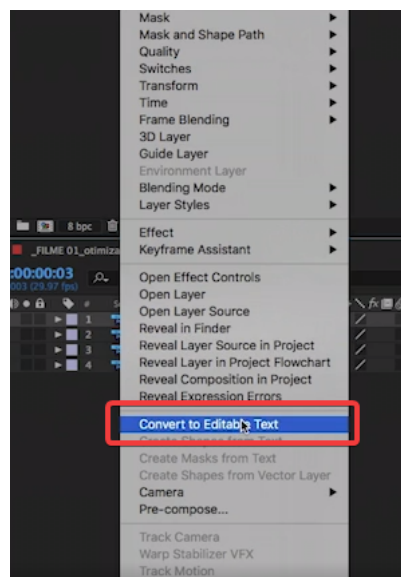 Mask
Mask and Shape Path
Quality
Switches
Transform
Time
Frame Blending
3D Layer
Guide Layer
Environment Layer
Blending Mode
Layer Styles
8 bpc
Effect
_FILME 01_otimiza
Keyframe Assistant
:00:00:03
003 (29.97 fps)
Open Effect Controls
Open Layer
Open Layer Source
#
fx
1
Reveal in Finder
2
Reveal Layer Source in Project
3
Reveal Layer in Project Flowchart
4
Reveal Composition in Project
Reveal Expression Errors
Convert to Editable Text
Create Shapes from Text
Create Masks from Text
Create Shapes from Vector Layer
Camera
Pre-compose...
Track Camera
Warp Stabilizer VFX
Track Motion